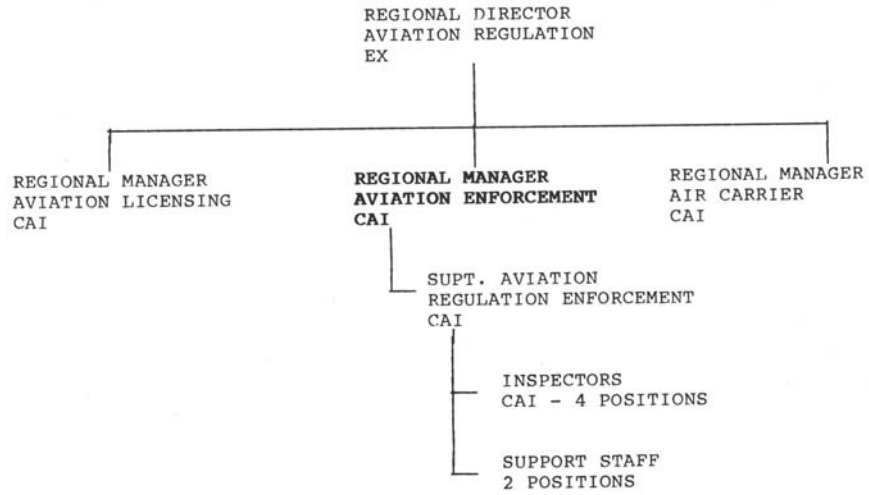 REGIONAL DIRECTOR
AVIATION REGULATION
EX
REGIONAL MANAGER
AVIATION LICENSING
CAI
REGIONAL MANAGER
AVIATION ENFORCEMENT
CAI
REGIONAL MANAGER
AIR CARRIER
CAI
SUPT. AVIATION
REGULATION ENFORCEMENT
CAI
INSPECTORS
CAI - 4 POSITIONS
SUPPORT STAFF
2 POSITIONS